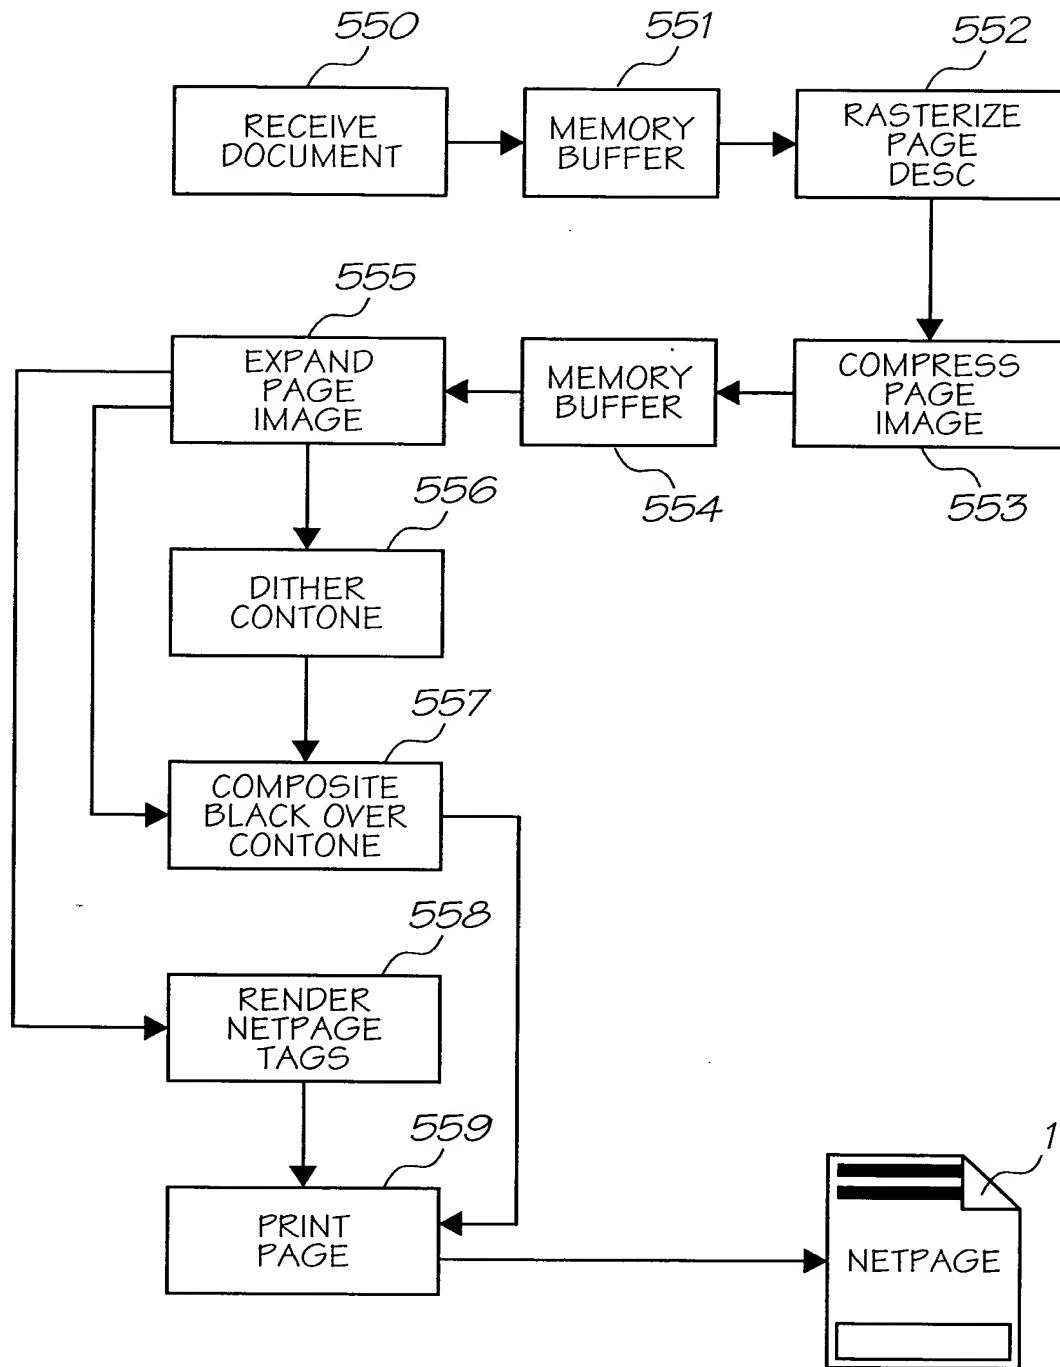 550
551
552
RECEIVE
DOCUMENT
MEMORY
BUFFER
RASTERIZE
PAGE
DESC
555
EXPAND
PAGE
IMAGE
MEMORY
BUFFER
COMPRESS
PAGE
IMAGE
554
553
556
DITHER
CONTONE
557
COMPOSITE
BLACK OVER
CONTONE
558
RENDER
NETPAGE
TAGS
559
PRINT
PAGE
1
NETPAGE